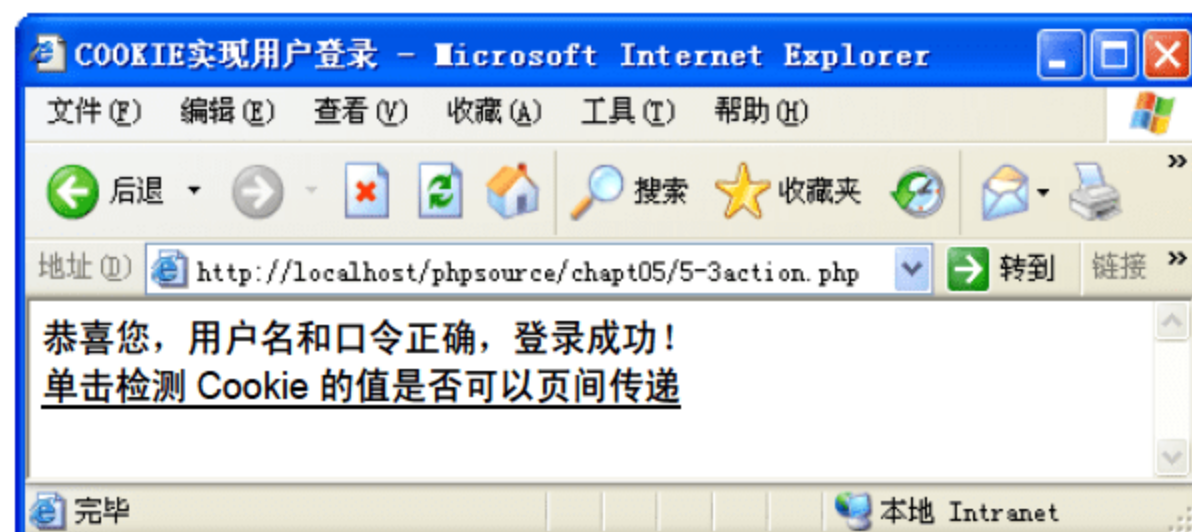 COOKIE实现用户登录 - Microsoft Internet Explorer
文件(F) 编辑(E) 查看(V) 收藏(A) 工具(T) 帮助(H)
后退 搜索 收藏夹 »
地址(D) http://localhost/phpsource/chapt05/5-3action.php 转到 链接 »
恭喜您，用户名和口令正确，登录成功！
单击检测 Cookie 的值是否可以页间传递
完毕 本地 Intranet